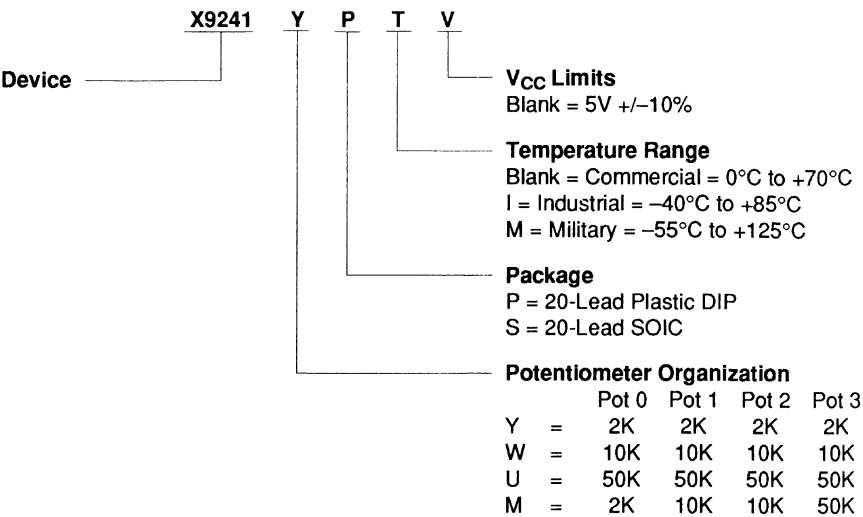 X9241 Y P T V
Device
VCC Limits
Blank = 5V +/–10%
Temperature Range
Blank = Commercial = 0°C to +70°C
I = Industrial = –40°C to +85°C
M = Military = –55°C to +125°C
Package
P = 20-Lead Plastic DIP
S = 20-Lead SOIC
Potentiometer Organization
Pot 0 Pot 1 Pot 2 Pot 3
Y = 2K 2K 2K 2K
W = 10K 10K 10K 10K
U = 50K 50K 50K 50K
M = 2K 10K 10K 50K